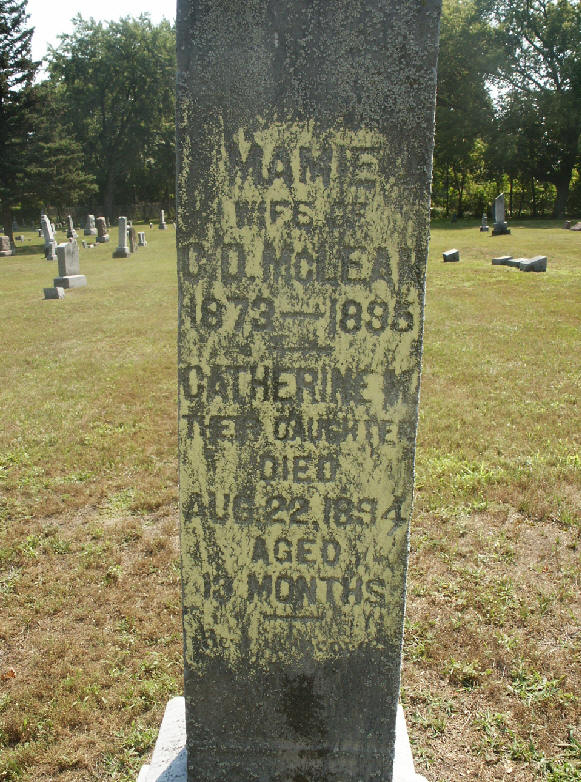 MAMIE
WIFE OF
C.D. MCLEAN
1873 — 1895
CATHERINE M
THEIR DAUGHTER
DIED
AUG. 22, 1894
AGED
13 MONTHS